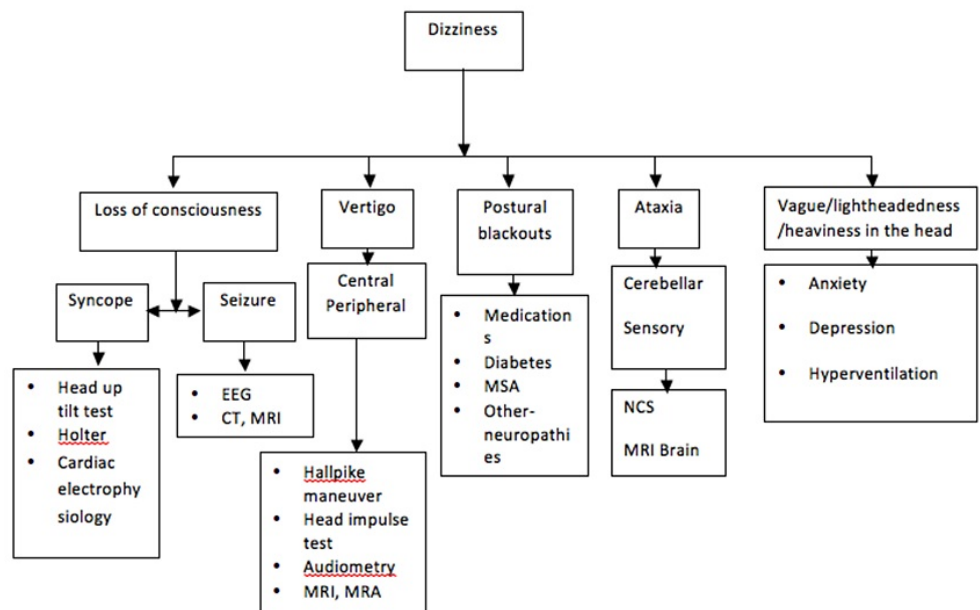 Dizziness
Loss of consciousness
Vertigo
Postural
blackouts
Ataxia
Vague/lightheadedness
/heaviness in the head
Syncope
Seizure
Central
Peripheral
• Medication
s
• Diabetes
• MSA
• Other-
neuropathi
es
Cerebellar
Sensory
• Anxiety
• Depression
• Hyperventilation
• Head up
tilt test
• Holter
• Cardiac
electrophy
siology
• EEG
• CT, MRI
• Hallpike
maneuver
• Head impulse
test
• Audiometry
• MRI, MRA
NCS
MRI Brain